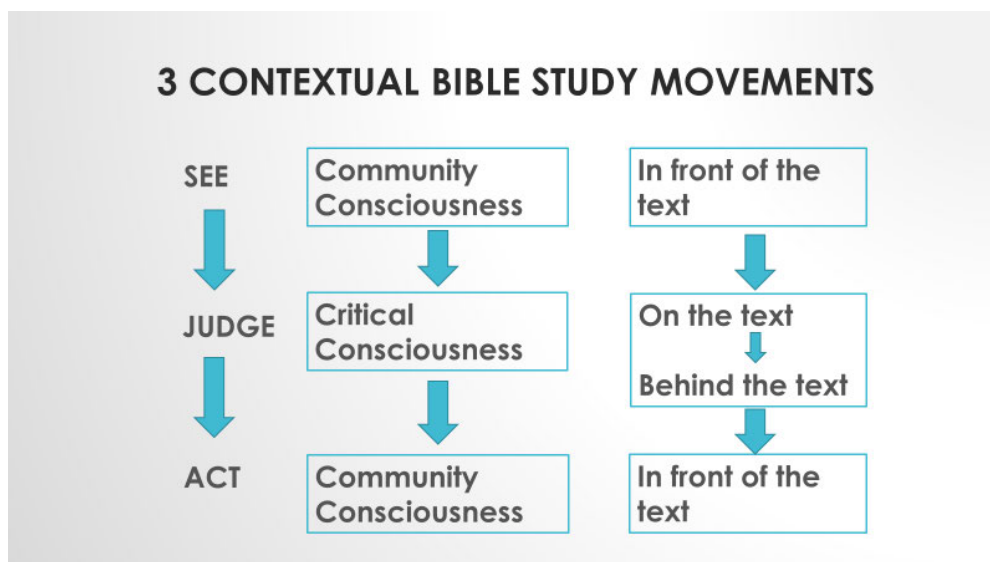 3 CONTEXTUAL BIBLE STUDY MOVEMENTS
SEE
Community
Consciousness
In front of the
text
JUDGE
Critical
Consciousness
On the text
Behind the text
ACT
Community
Consciousness
In front of the
text